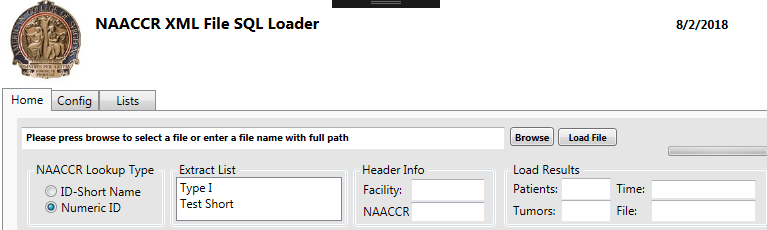 NAACCR XML File SQL Loader
8/2/2018
Home Config Lists
Please press browse to select a file or enter a file name with full path Browse Load File
NAACCR Lookup Type
ID-Short Name
Numeric ID
Extract List
Type I
Test Short
Header Info
Facility:
NAACCR
Load Results
Patients: Time:
Tumors: File: